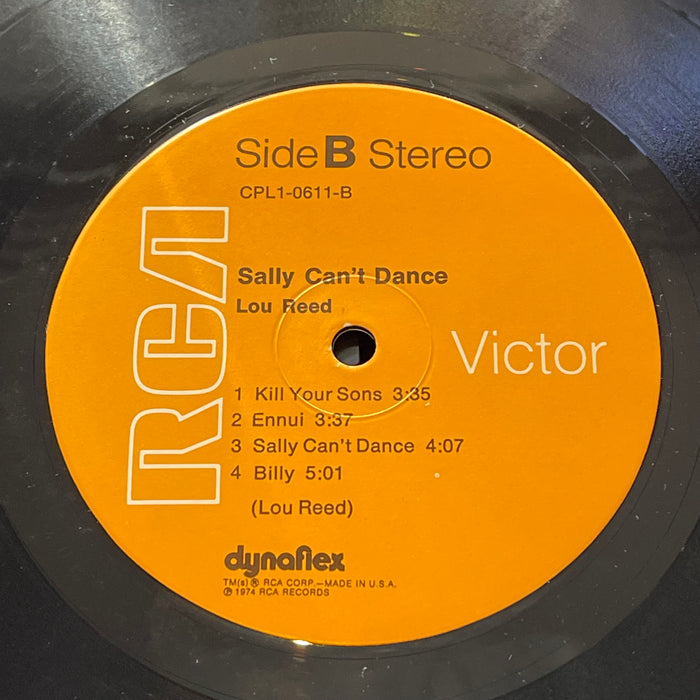 Side B Stereo
CPL1-0611-B
RCA
Sally Can't Dance
Lou Reed
Victor
1 Kill Your Sons 3:35
2 Ennui 3:37
3 Sally Can't Dance 4:07
4 Billy 5:01
(Lou Reed)
dynaflex
TM(s) ® RCA CORP.—MADE IN U.S.A.
℗ 1974 RCA RECORDS